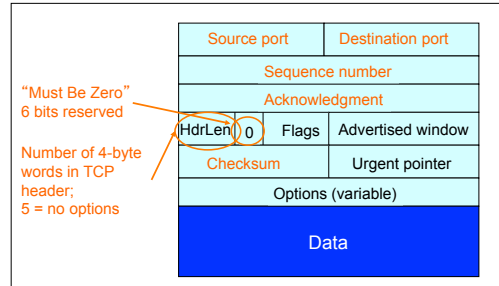 Source port Destination port
Sequence number
Acknowledgment
“Must Be Zero”
6 bits reserved
HdrLen 0 Flags Advertised window
Number of 4-byte
words in TCP
header;
5 = no options
Checksum Urgent pointer
Options (variable)
Data